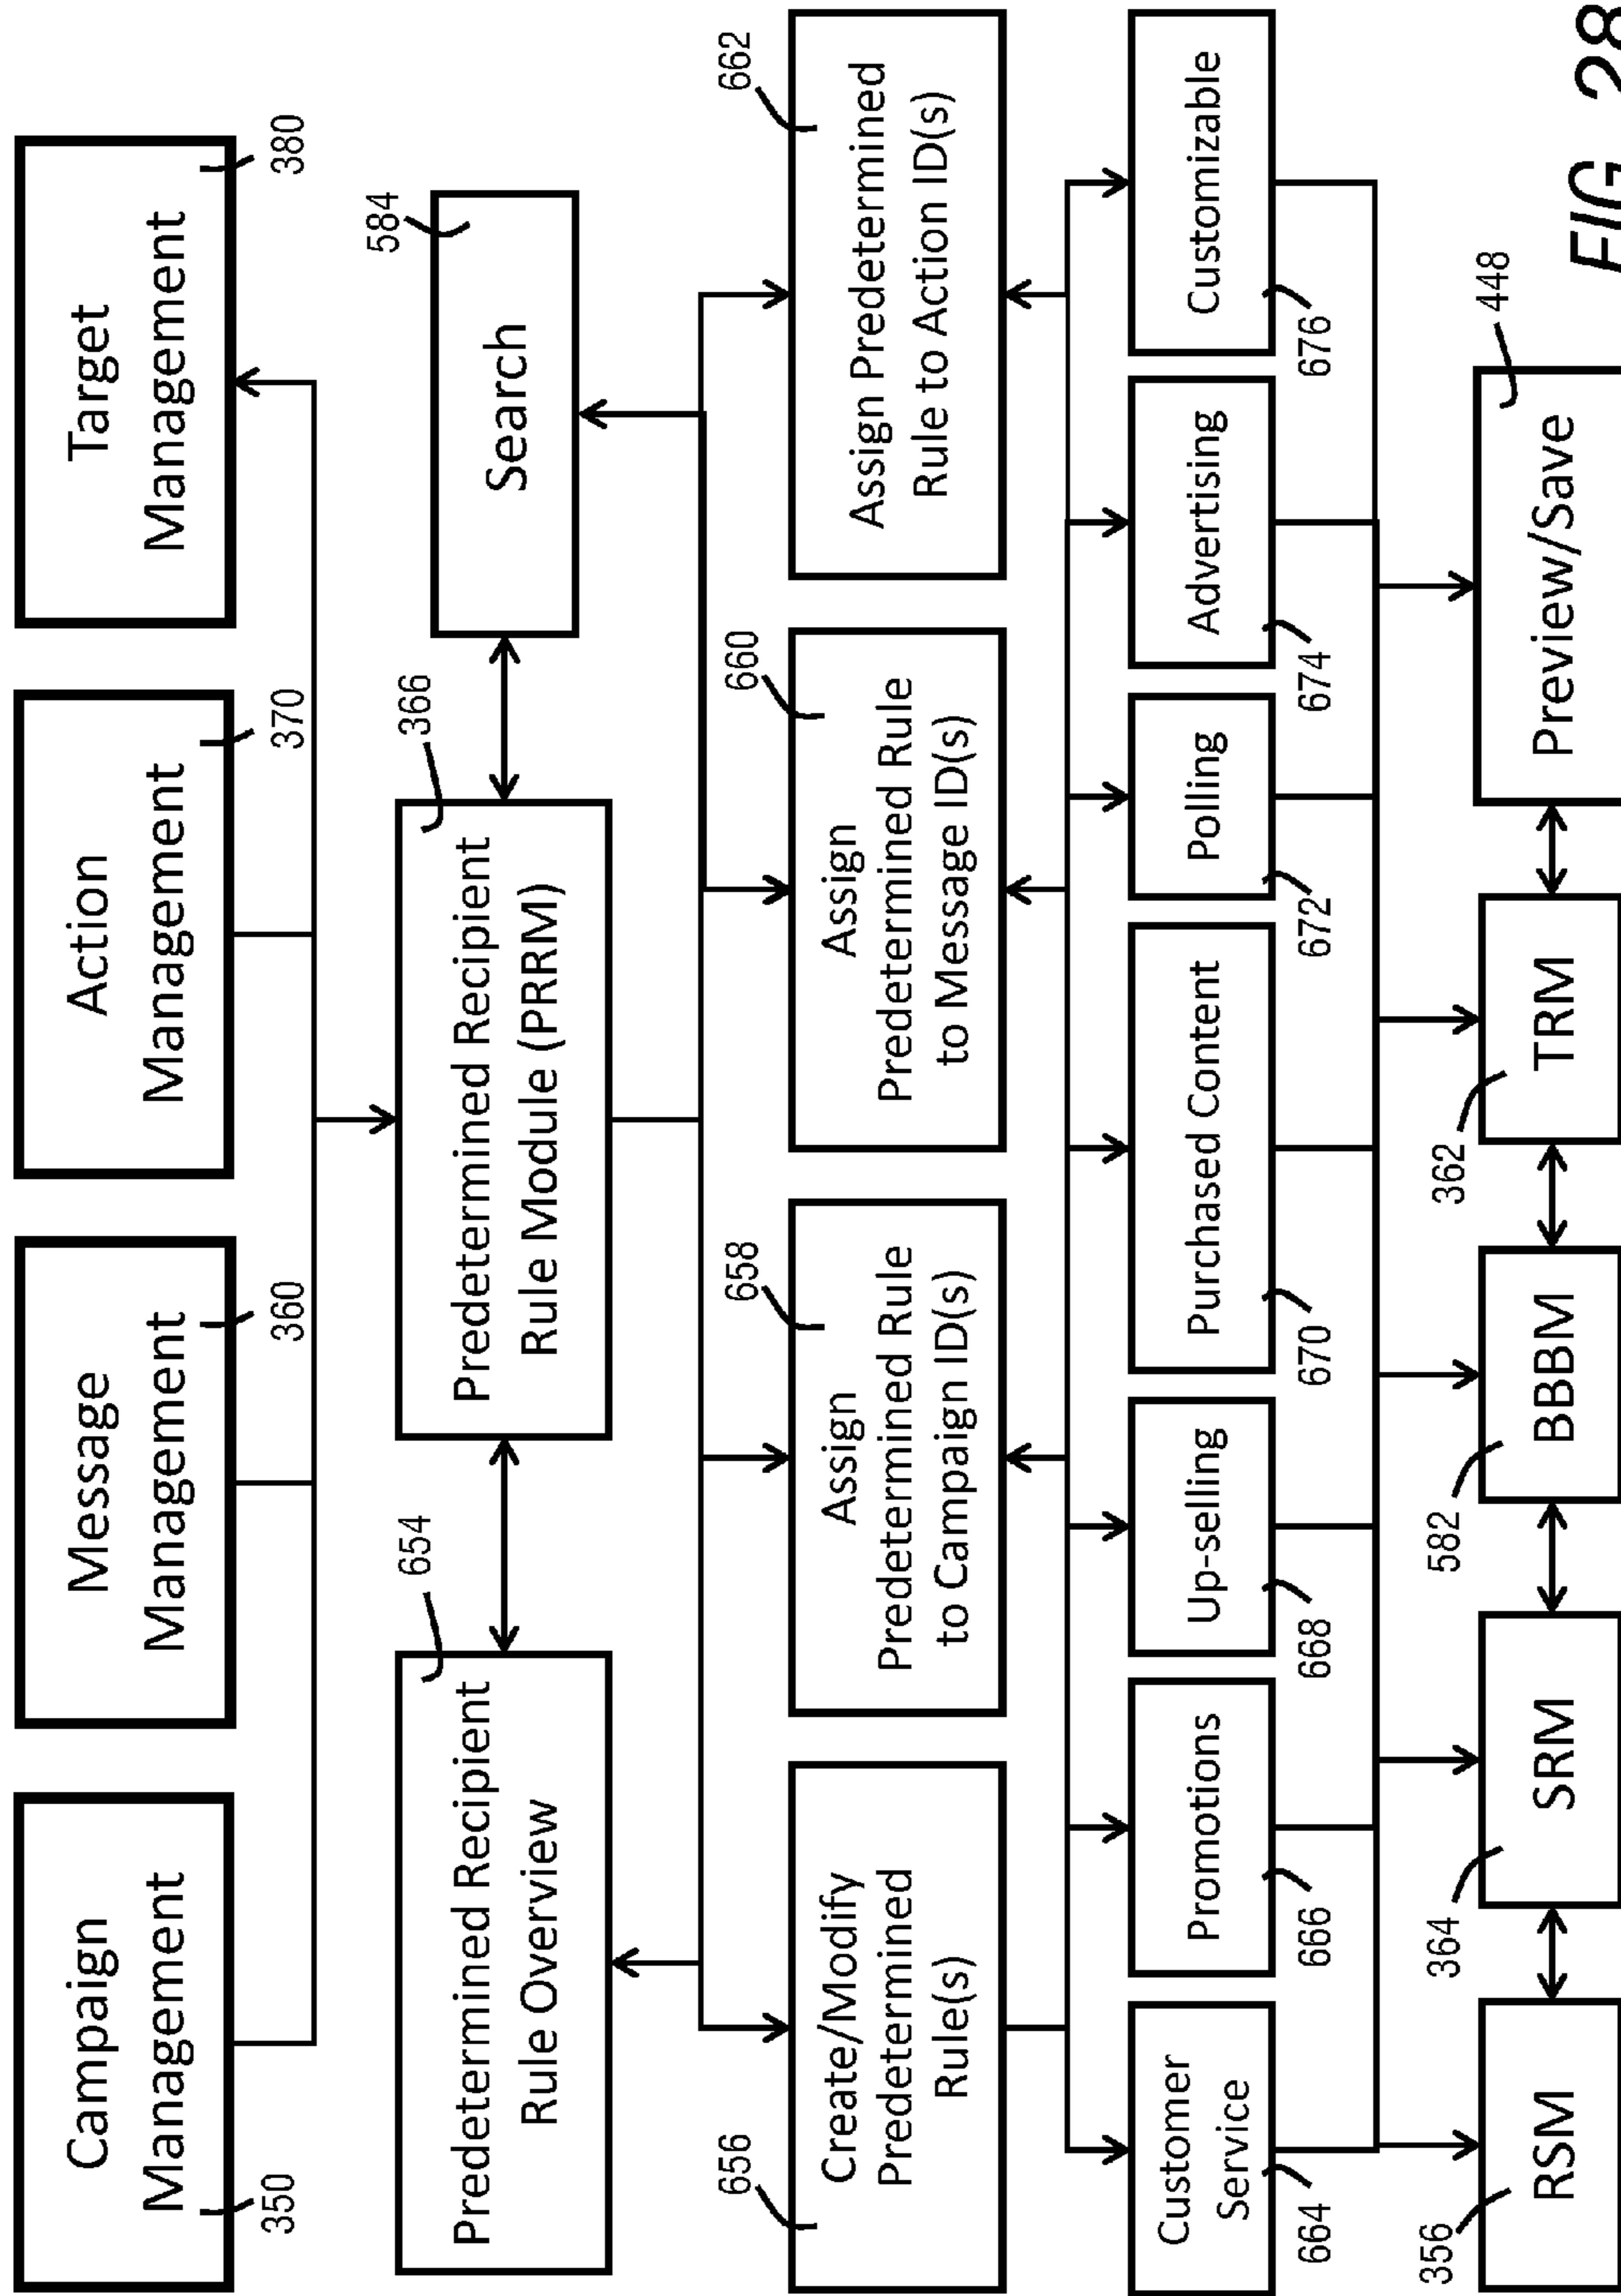 Campaign
Management
350
Message
Management
360
Action
Management
370
Target
Management
380
Predetermined Recipient
Rule Overview
654
Predetermined Recipient
Rule Module (PRRM)
366
Search
584
Create/Modify
Predetermined
Rule(s)
656
Assign
Predetermined Rule
to Campaign ID(s)
658
Assign
Predetermined Rule
to Message ID(s)
660
Assign Predetermined
Rule to Action ID(s)
662
Customer
Service
664
Promotions
666
Up-selling
668
Purchased Content
670
Polling
672
Advertising
674
Customizable
676
RSM
356
SRM
364
BBBM
582
TRM
362
Preview/Save
448
FIG. 28